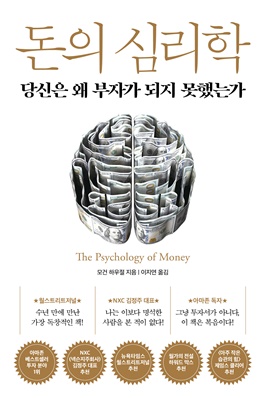 돈의 심리학
당신은 왜 부자가 되지 못했는가
The Psychology of Money
모건 하우절 지음 | 이지연 옮김
★월스트리트저널★
수년 만에 만난
가장 독창적인 책!
★NXC 김정주 대표★
나는 이보다 명석한
사람을 본 적이 없다!
★아마존 독자★
그냥 투자서가 아니다,
이 책은 복음이다!
아마존
베스트셀러
투자 분야
1위
NXC
(넥슨지주회사)
김정주 대표
추천
뉴욕타임스
월스트리트저널
추천
월가의 전설
하워드 막스
추천
《아주 작은
습관의 힘》
제임스 클리어
추천